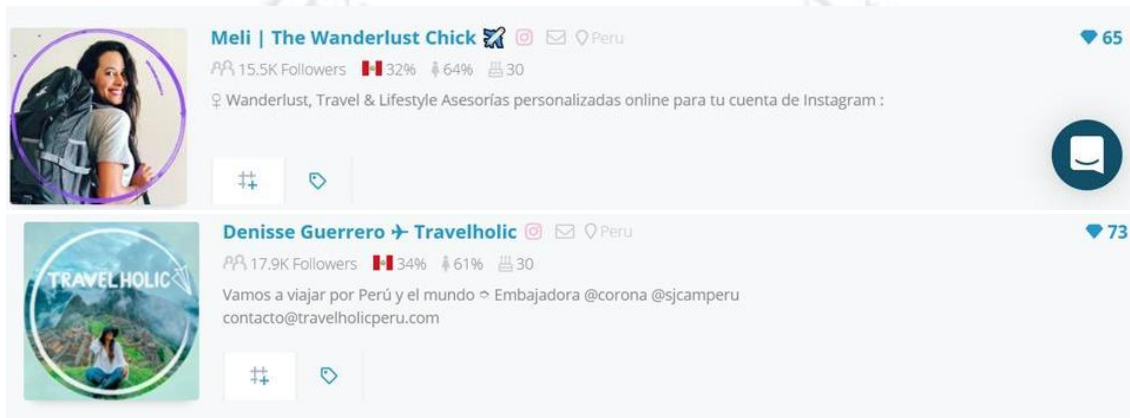 Meli | The Wanderlust Chick Peru
65
15.5K Followers 32% 64% 30
♀ Wanderlust, Travel & Lifestyle Asesorías personalizadas online para tu cuenta de Instagram :
Denisse Guerrero ✈ Travelholic Peru
73
TRAVELHOLIC
17.9K Followers 34% 61% 30
Vamos a viajar por Perú y el mundo Embajadora @corona @sjcamperu
contacto@travelholicperu.com